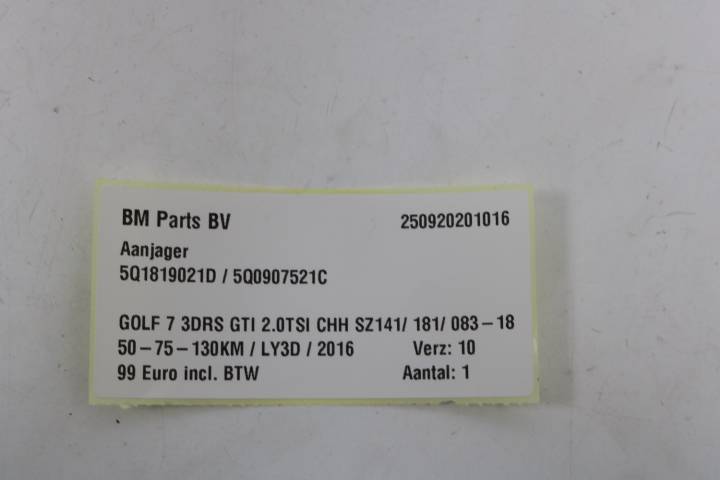 BM Parts BV 250920201016
Aanjager
5Q1819021D / 5Q0907521C
GOLF 7 3DRS GTI 2.0TSI CHH SZ141/ 181/ 083-18
50-75-130KM / LY3D / 2016 Verz: 10
99 Euro incl. BTW Aantal: 1